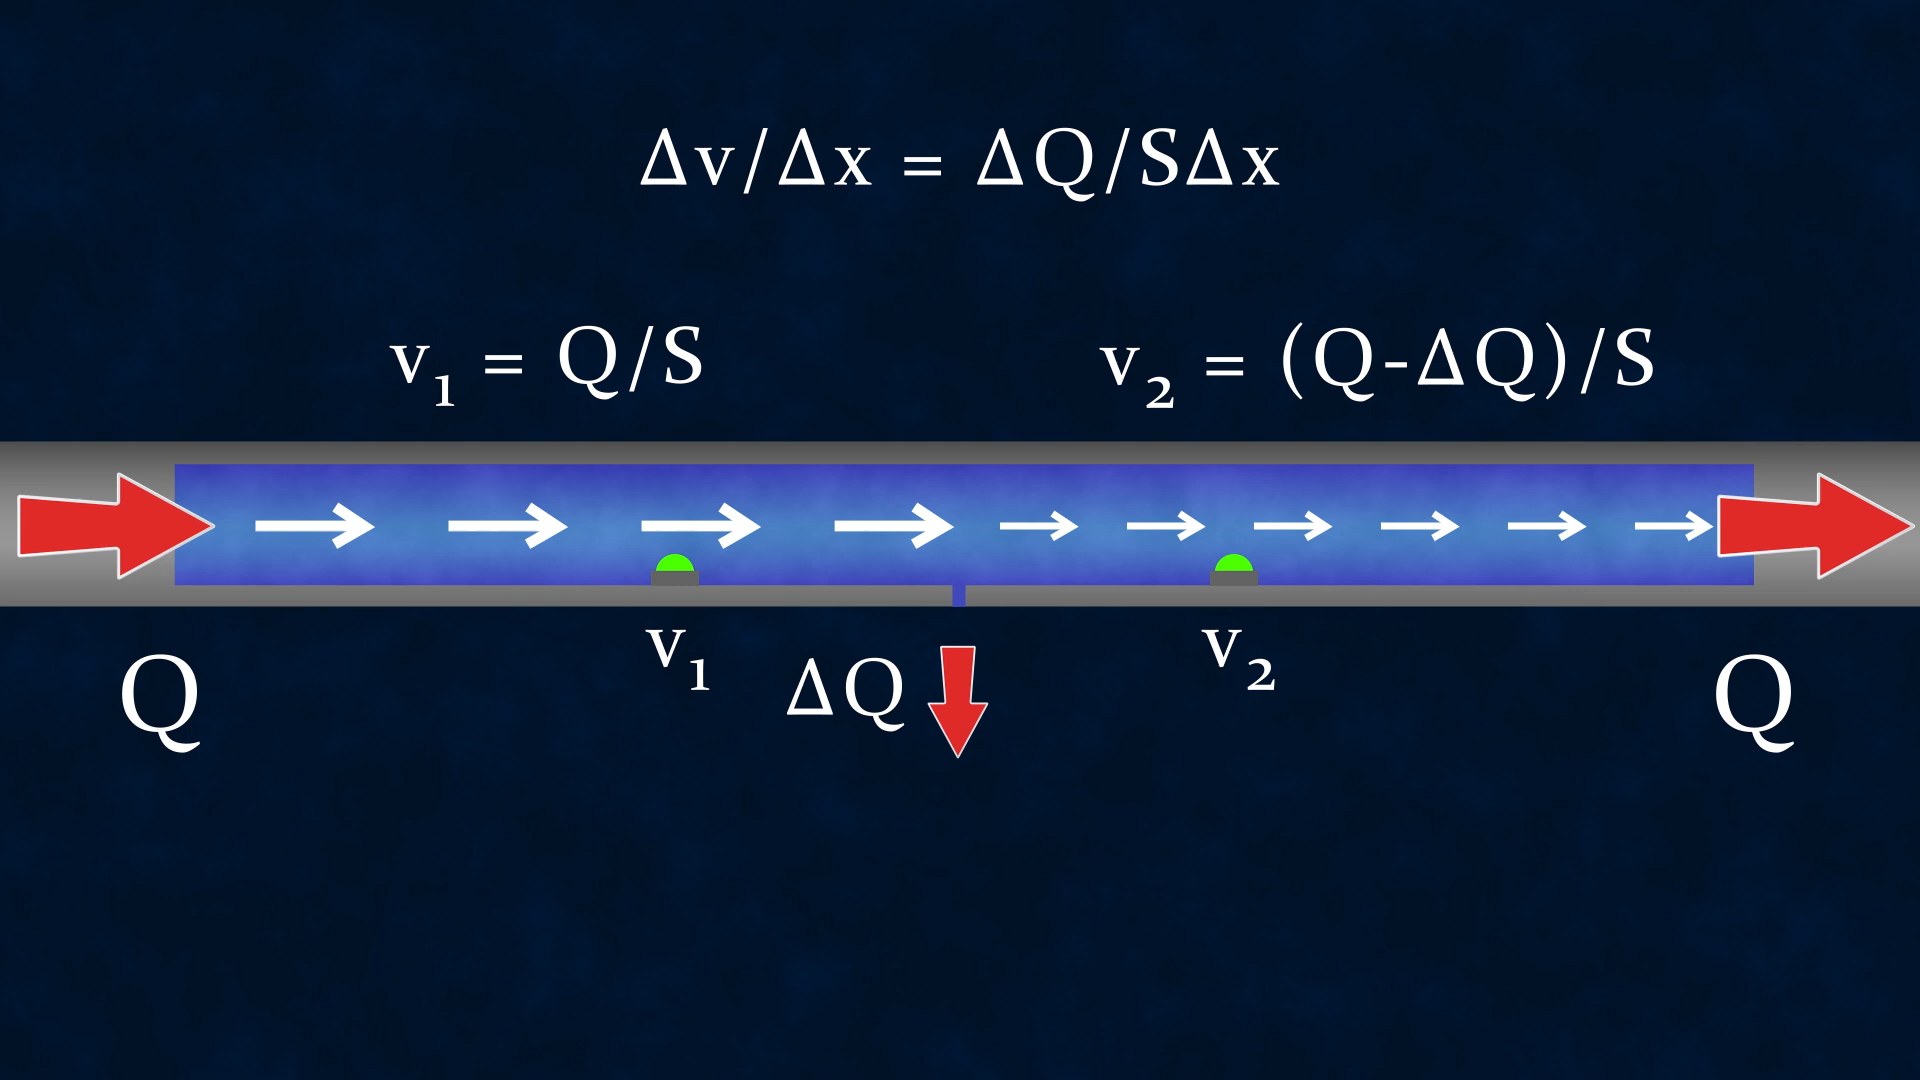 Δv/Δx = ΔQ/SΔx
v₁ = Q/S
v₂ = (Q-ΔQ)/S
v₁
v₂
Q
ΔQ
Q